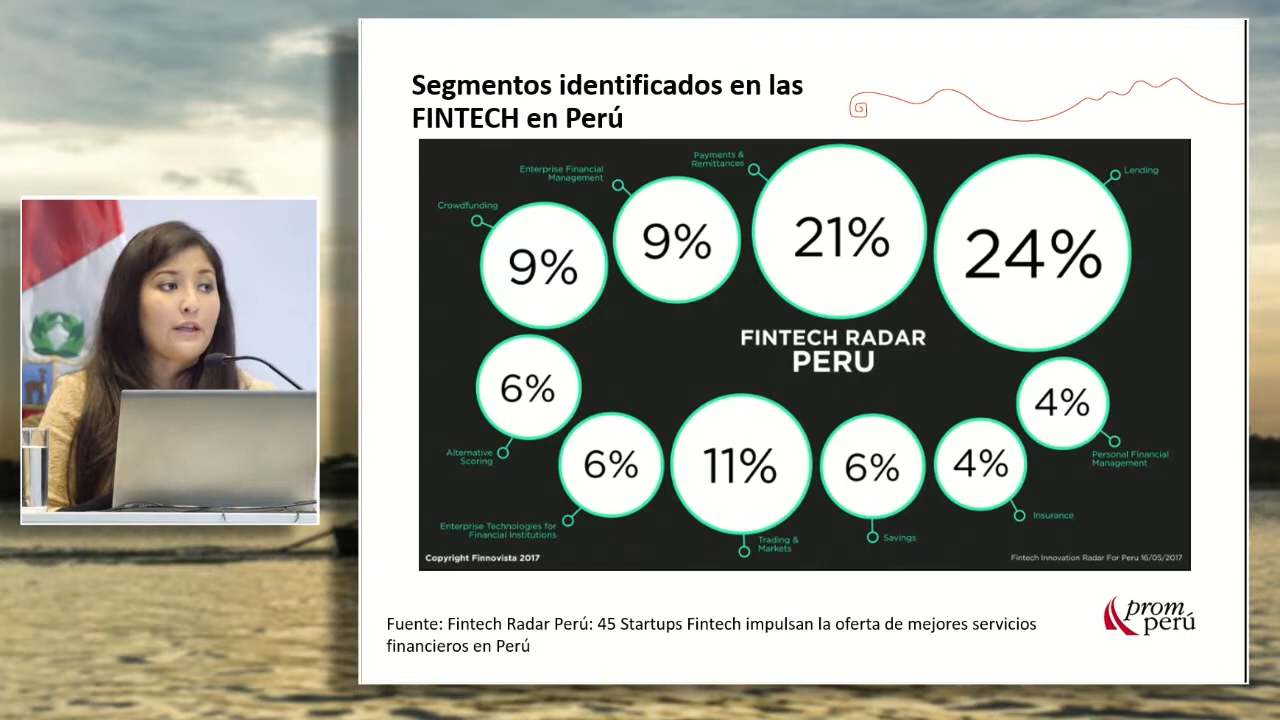 Segmentos identificados en las
FINTECH en Perú
Crowdfunding
9%
Enterprise Financial
Management
9%
Payments &
Remittances
21%
Lending
24%
FINTECH RADAR
PERU
6%
Alternative
Scoring
6%
Enterprise Technologies for
Financial Institutions
11%
Trading &
Markets
6%
Savings
4%
Insurance
4%
Personal Financial
Management
Copyright Finnovista 2017
Fintech Innovation Radar For Peru 16/05/2017
Fuente: Fintech Radar Perú: 45 Startups Fintech impulsan la oferta de mejores servicios
financieros en Perú
prom
perú